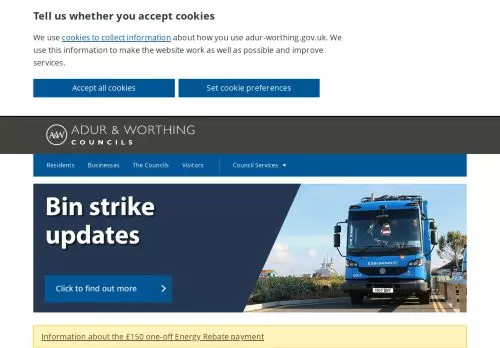 Tell us whether you accept cookies
We use cookies to collect information about how you use adur-worthing.gov.uk. We
use this information to make the website work as well as possible and improve
services.
Accept all cookies
Set cookie preferences
A&W ADUR & WORTHING
COUNCILS
Residents Businesses The Councils Visitors Council Services
Bin strike
updates
Click to find out more
DENNIS
Information about the £150 one-off Energy Rebate payment